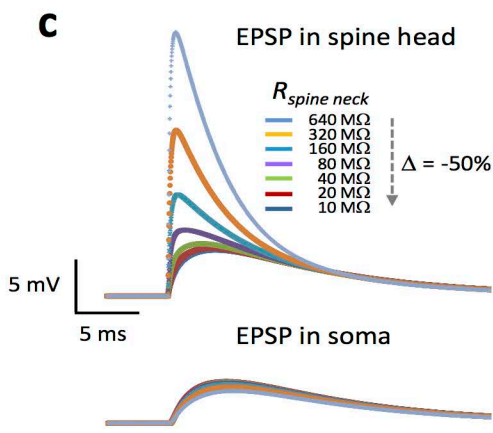 c
EPSP in spine head
R spine neck
640 MΩ
320 MΩ
160 MΩ
80 MΩ
40 MΩ
20 MΩ
10 MΩ
Δ = -50%
5 mV
5 ms
EPSP in soma